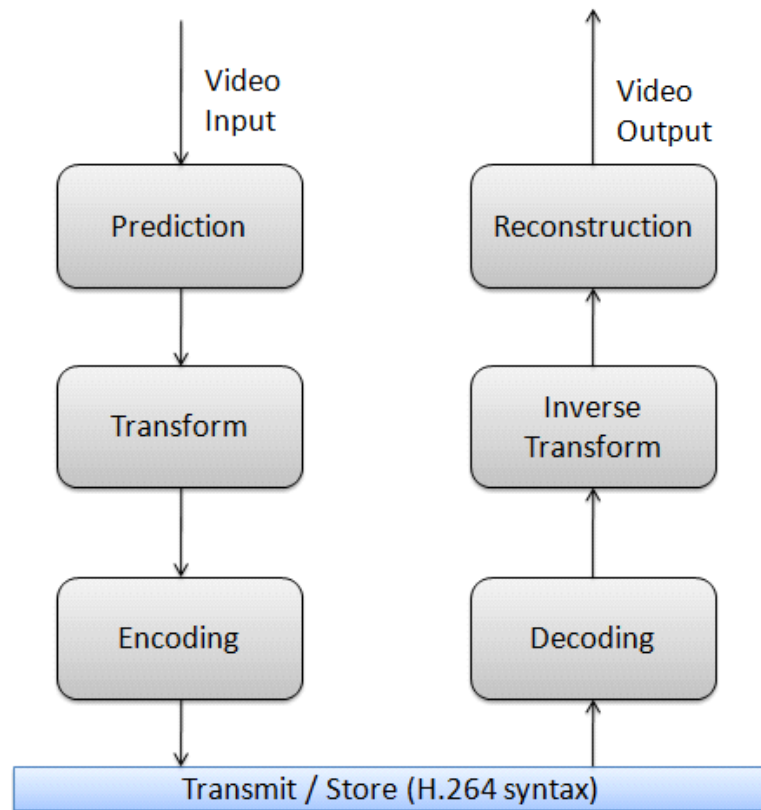 Video
Input
Prediction
Transform
Encoding
Video
Output
Reconstruction
Inverse
Transform
Decoding
Transmit / Store (H.264 syntax)